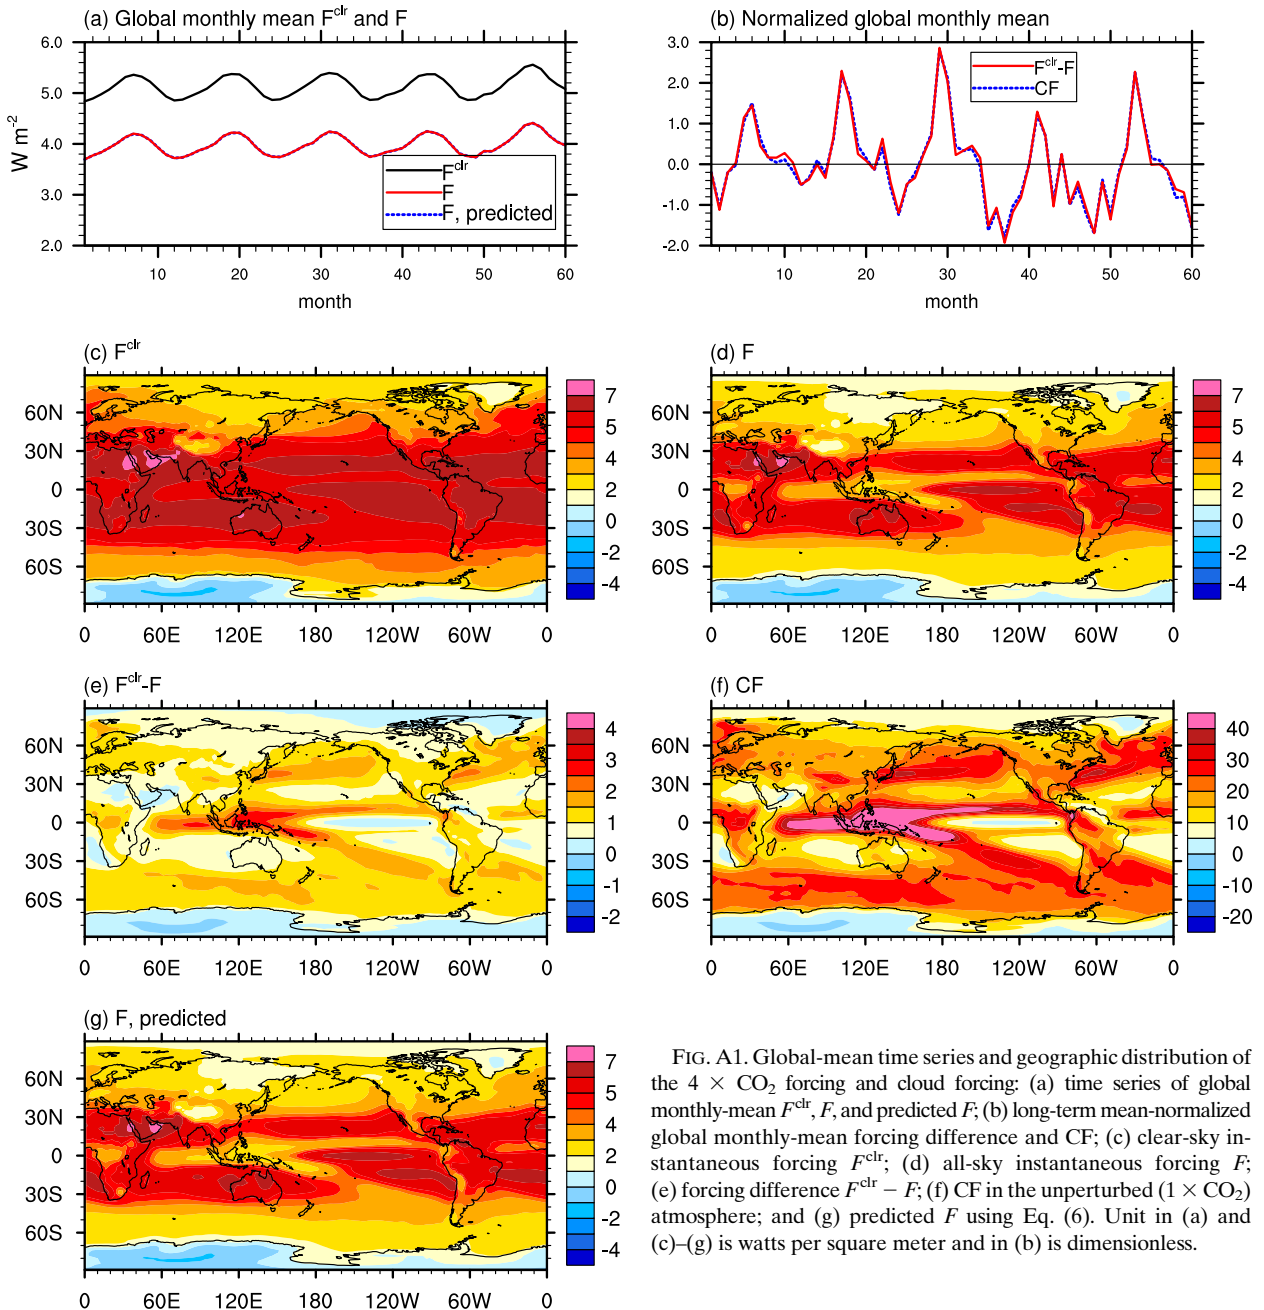 (a) Global monthly mean F^clr and F
6.0
5.0
4.0
3.0
2.0
W m^-2
F^clr
F
F, predicted
10 20 30 40 50 60
month
(b) Normalized global monthly mean
3.0
2.0
1.0
0.0
-1.0
-2.0
F^clr-F
CF
10 20 30 40 50 60
month
(c) F^clr
60N
30N
0
30S
60S
0 60E 120E 180 120W 60W 0
7
5
4
2
0
-2
-4
(d) F
60N
30N
0
30S
60S
0 60E 120E 180 120W 60W 0
7
5
4
2
0
-2
-4
(e) F^clr-F
60N
30N
0
30S
60S
0 60E 120E 180 120W 60W 0
4
3
2
1
0
-1
-2
(f) CF
60N
30N
0
30S
60S
0 60E 120E 180 120W 60W 0
40
30
20
10
0
-10
-20
(g) F, predicted
60N
30N
0
30S
60S
0 60E 120E 180 120W 60W 0
7
5
4
2
0
-2
-4
FIG. A1. Global-mean time series and geographic distribution of
the 4 × CO₂ forcing and cloud forcing: (a) time series of global
monthly-mean F^clr, F, and predicted F; (b) long-term mean-normalized
global monthly-mean forcing difference and CF; (c) clear-sky in-
stantaneous forcing F^clr; (d) all-sky instantaneous forcing F;
(e) forcing difference F^clr − F; (f) CF in the unperturbed (1 × CO₂)
atmosphere; and (g) predicted F using Eq. (6). Unit in (a) and
(c)–(g) is watts per square meter and in (b) is dimensionless.